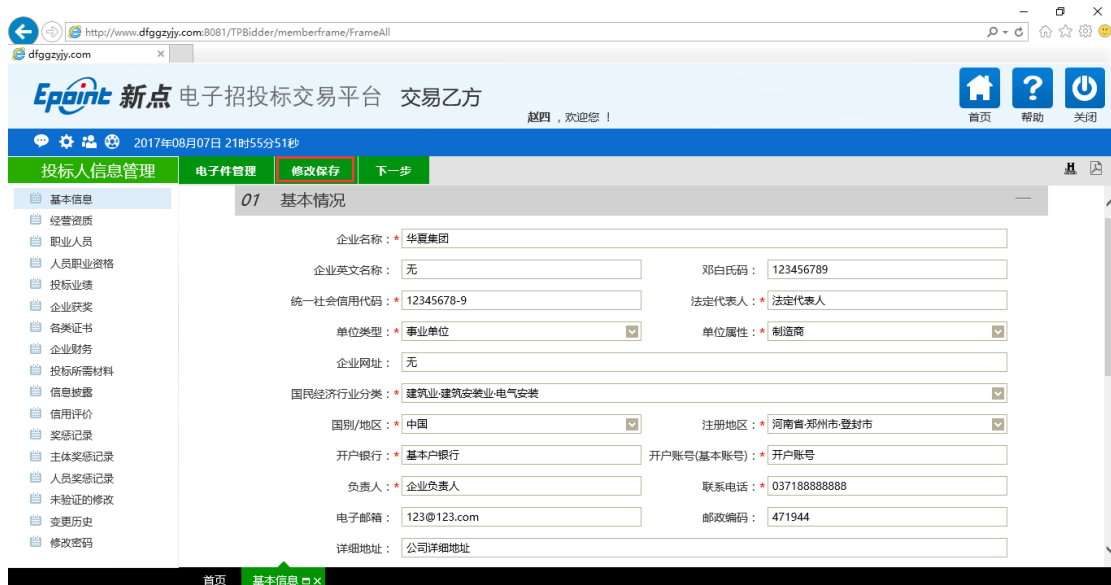 http://www.dfggzyjy.com:8081/TPBidder/memberframe/FrameAll
dfggzyjy.com
Epoint 新点 电子招投标交易平台 交易乙方
赵四 ，欢迎您！
首页 帮助 关闭
2017年08月07日 21时55分51秒
投标人信息管理 电子件管理 修改保存 下一步
基本信息
经营资质
职业人员
人员职业资格
投标业绩
企业获奖
各类证书
企业财务
投标所需材料
信息披露
信用评价
奖惩记录
主体奖惩记录
人员奖惩记录
未验证的修改
变更历史
修改密码
01 基本情况
企业名称：* 华夏集团
企业英文名称： 无 邓白氏码： 123456789
统一社会信用代码：* 12345678-9 法定代表人：* 法定代表人
单位类型：* 事业单位 单位属性：* 制造商
企业网址： 无
国民经济行业分类：* 建筑业·建筑安装业·电气安装
国别/地区：* 中国 注册地区：* 河南省·郑州市·登封市
开户银行：* 基本户银行 开户账号(基本账号)：* 开户账号
负责人：* 企业负责人 联系电话：* 037188888888
电子邮箱： 123@123.com 邮政编码： 471944
详细地址： 公司详细地址
首页 基本信息